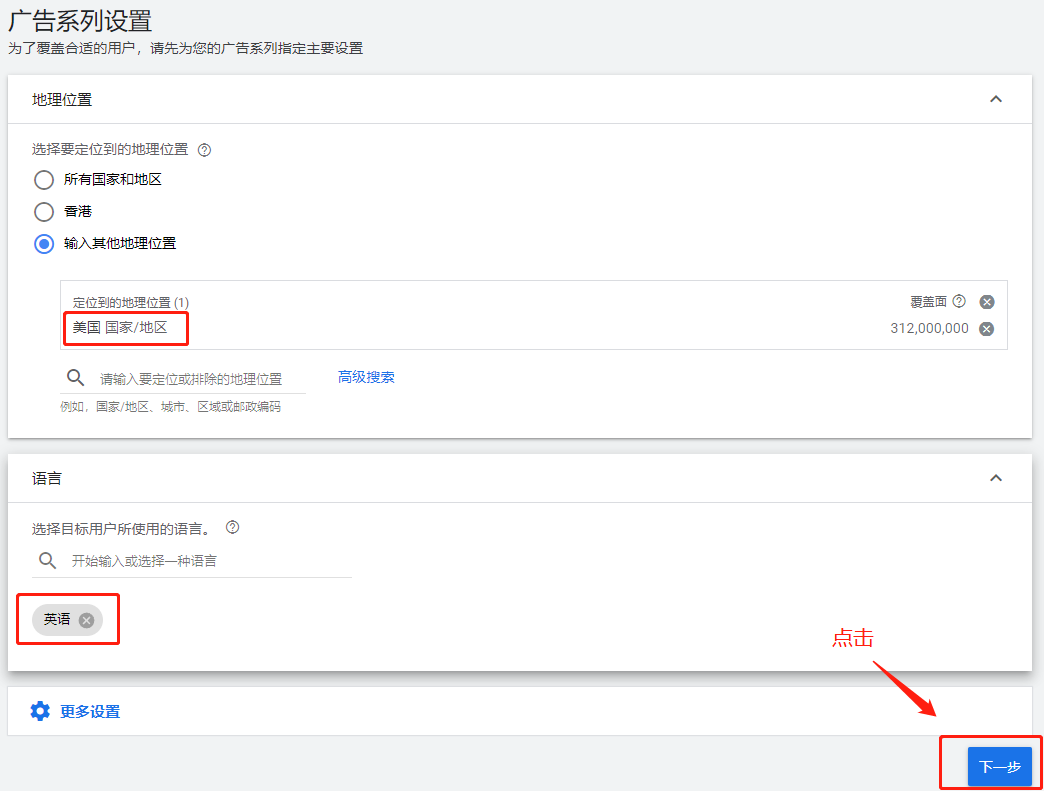 广告系列设置
为了覆盖合适的用户，请先为您的广告系列指定主要设置
地理位置
选择要定位到的地理位置
所有国家和地区
香港
输入其他地理位置
定位到的地理位置 (1) 覆盖面
美国 国家/地区 312,000,000
请输入要定位或排除的地理位置 高级搜索
例如，国家/地区、城市、区域或邮政编码
语言
选择目标用户所使用的语言。
开始输入或选择一种语言
英语
点击
更多设置
下一步